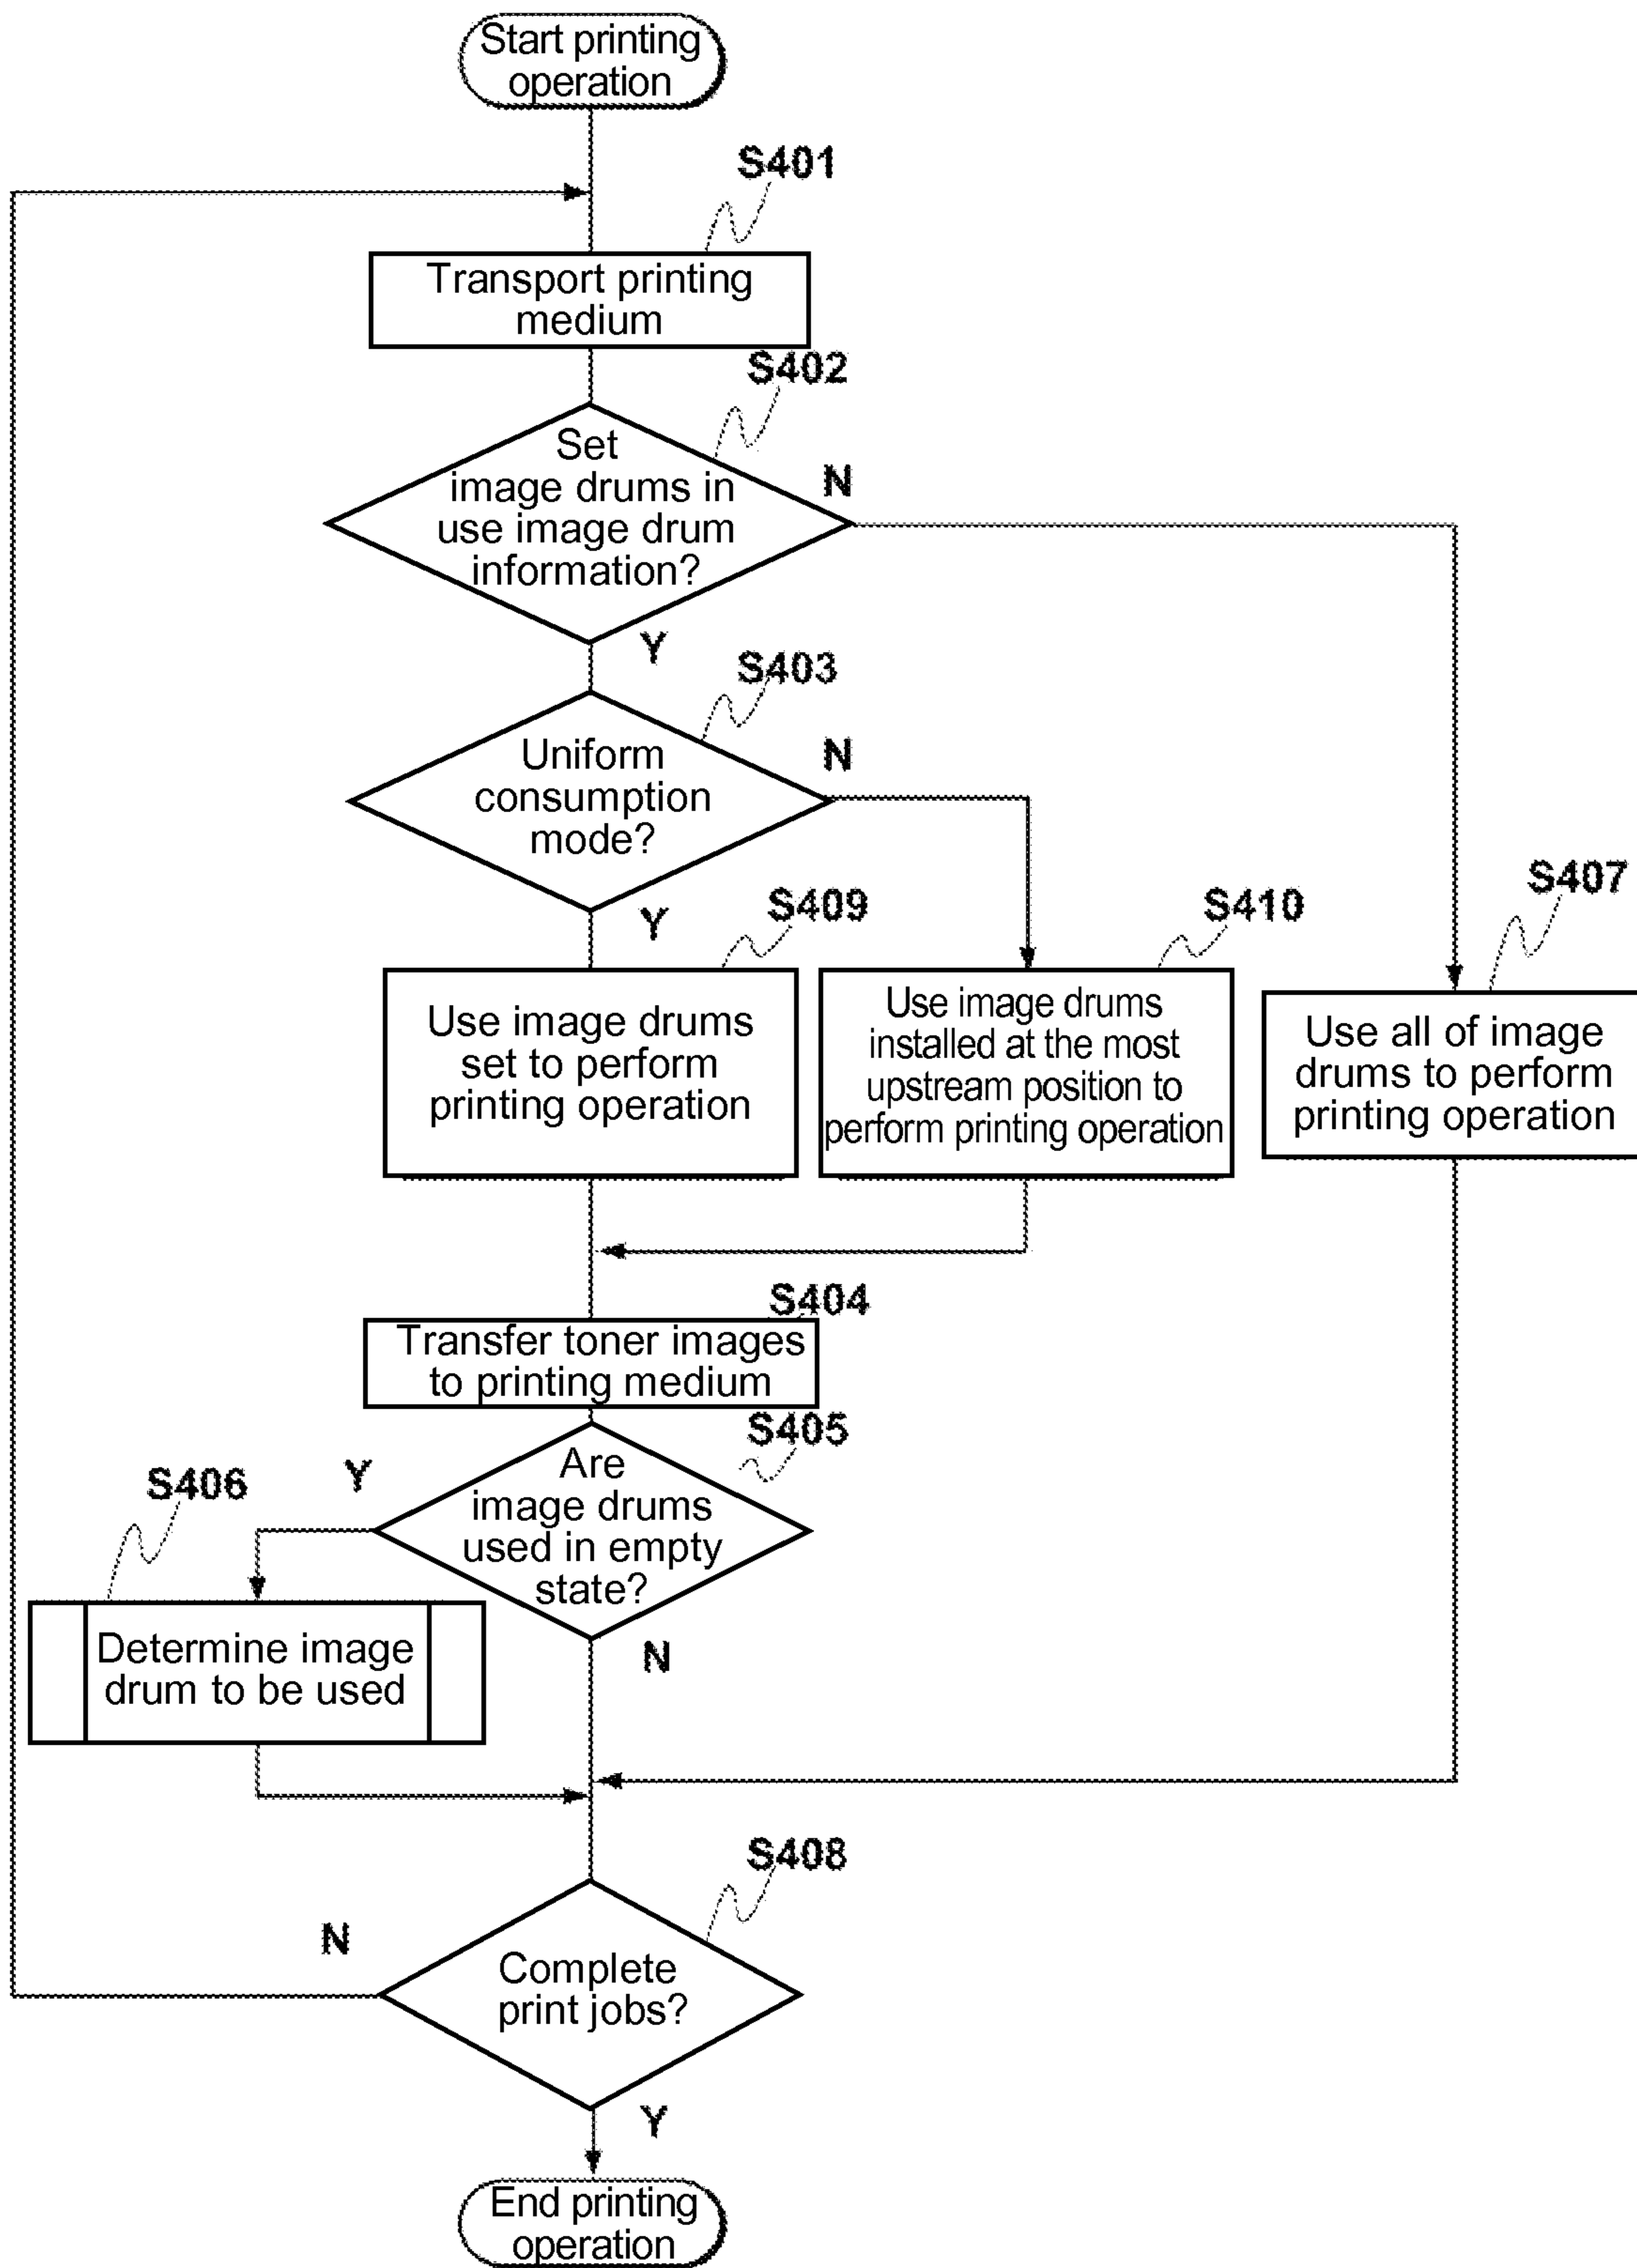 Start printing
operation
S401
Transport printing
medium
S402
Set
image drums in
use image drum
information?
N
Y
S403
Uniform
consumption
mode?
N
Y
S409
Use image drums
set to perform
printing operation
S410
Use image drums
installed at the most
upstream position to
perform printing operation
S407
Use all of image
drums to perform
printing operation
S404
Transfer toner images
to printing medium
S405
Are
image drums
used in empty
state?
Y
N
S406
Determine image
drum to be used
S408
Complete
print jobs?
N
Y
End printing
operation